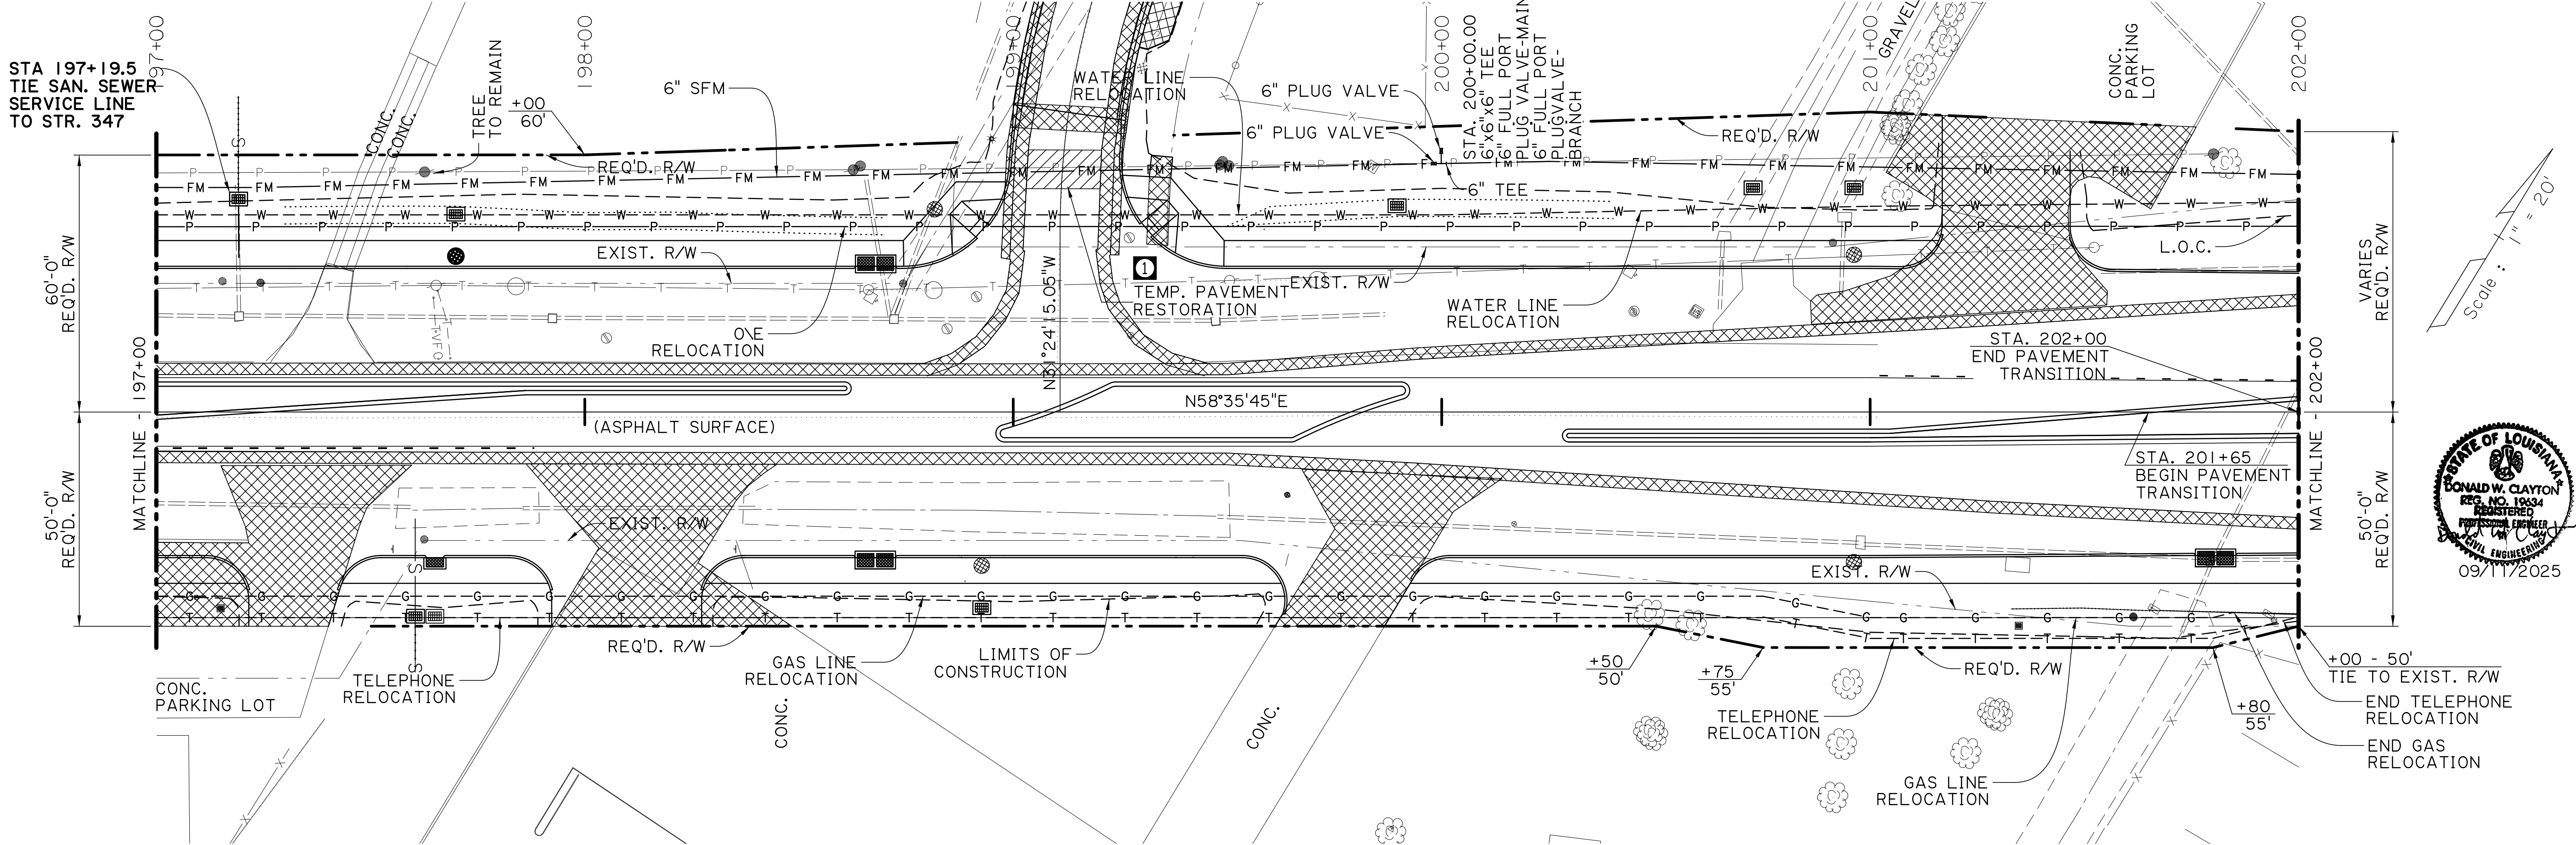 197+00
198+00
199+00
200+00
201+00
202+00
STA 197+19.5
TIE SAN. SEWER
SERVICE LINE
TO STR. 347
CONC.
CONC.
TREE
TO REMAIN
+00
60'
6" SFM
REQ'D. R/W
WATER LINE
RELOCATION
6" PLUG VALVE
6" PLUG VALVE
STA. 200+00.00
6"x6"x6" TEE
6" FULL PORT
PLUG VALVE-MAIN
6" FULL PORT
PLUGVALVE-
BRANCH
6" TEE
REQ'D. R/W
GRAVEL
CONC.
PARKING
LOT
60'-0"
REQ'D. R/W
EXIST. R/W
O\E
RELOCATION
TVFO
N31°24'15.05"W
1
TEMP. PAVEMENT
RESTORATION
EXIST. R/W
WATER LINE
RELOCATION
L.O.C.
VARIES
REQ'D. R/W
Scale : 1" = 20'
STA. 202+00
END PAVEMENT
TRANSITION
MATCHLINE - 197+00
MATCHLINE - 202+00
N58°35'45"E
(ASPHALT SURFACE)
STA. 201+65
BEGIN PAVEMENT
TRANSITION
50'-0"
REQ'D. R/W
50'-0"
REQ'D. R/W
EXIST. R/W
EXIST. R/W
STATE OF LOUISIANA
DONALD W. CLAYTON
REG. NO. 19634
REGISTERED
PROFESSIONAL ENGINEER
CIVIL ENGINEERING
09/11/2025
CONC.
PARKING LOT
TELEPHONE
RELOCATION
REQ'D. R/W
GAS LINE
RELOCATION
LIMITS OF
CONSTRUCTION
CONC.
CONC.
+50
50'
+75
55'
TELEPHONE
RELOCATION
REQ'D. R/W
GAS LINE
RELOCATION
+80
55'
+00 - 50'
TIE TO EXIST. R/W
END TELEPHONE
RELOCATION
END GAS
RELOCATION